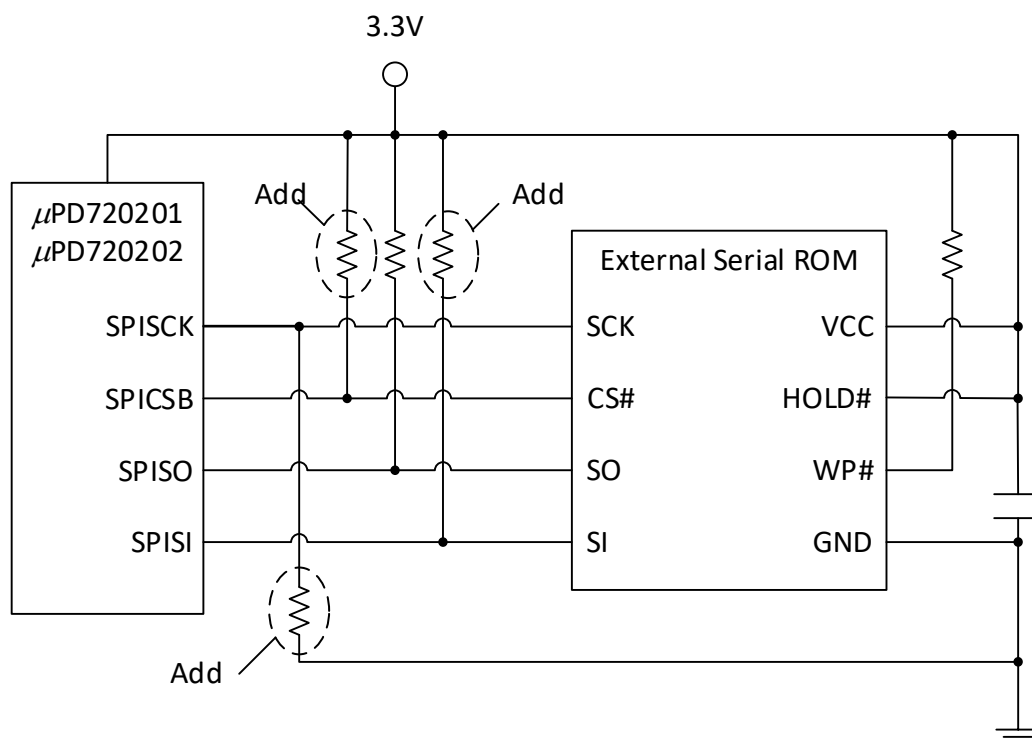 3.3V
Add
Add
μPD720201
μPD720202
External Serial ROM
SPISCK
SCK
VCC
SPICSB
CS#
HOLD#
SPISO
SO
WP#
SPISI
SI
GND
Add